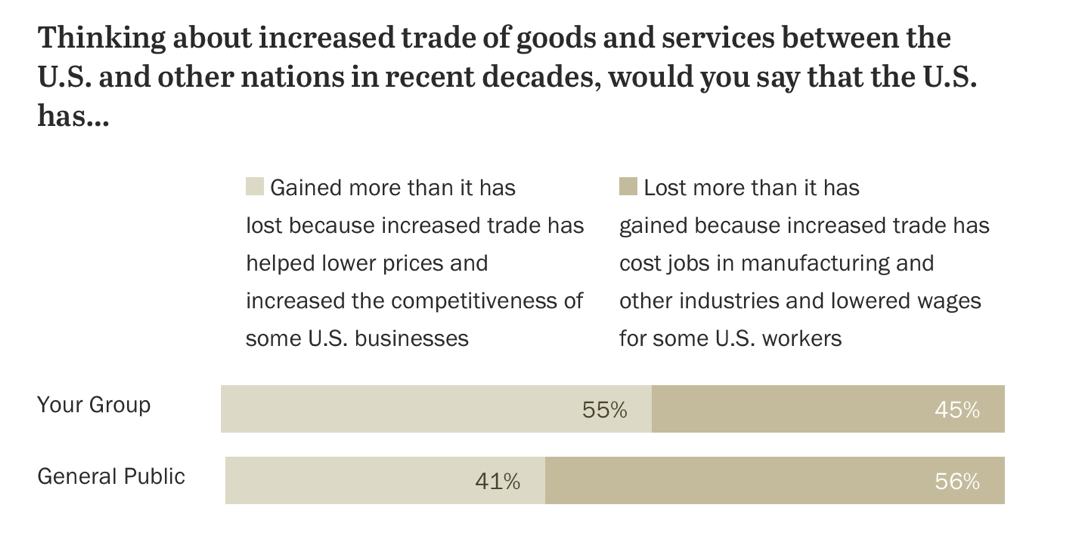 Thinking about increased trade of goods and services between the
U.S. and other nations in recent decades, would you say that the U.S.
has...
Gained more than it has
lost because increased trade has
helped lower prices and
increased the competitiveness of
some U.S. businesses
Lost more than it has
gained because increased trade has
cost jobs in manufacturing and
other industries and lowered wages
for some U.S. workers
Your Group 55% 45%
General Public 41% 56%